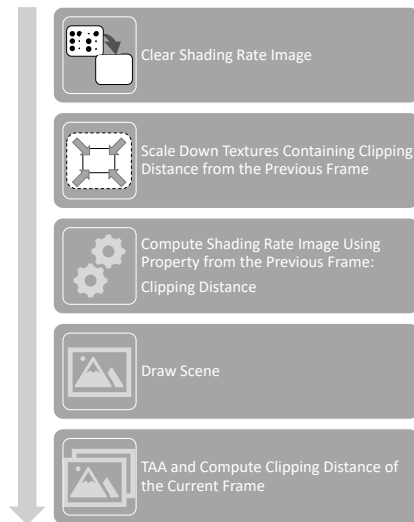 Clear Shading Rate Image
Scale Down Textures Containing Clipping
Distance from the Previous Frame
Compute Shading Rate Image Using
Property from the Previous Frame:
Clipping Distance
Draw Scene
TAA and Compute Clipping Distance of
the Current Frame